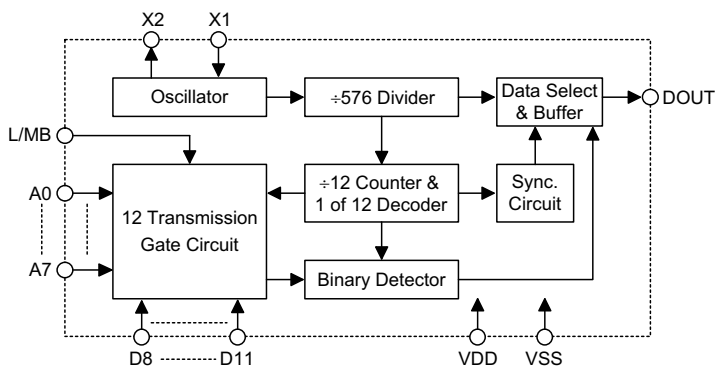 X2
X1
Oscillator
÷576 Divider
Data Select
& Buffer
DOUT
L/MB
A0
12 Transmission
Gate Circuit
÷12 Counter &
1 of 12 Decoder
Sync.
Circuit
A7
Binary Detector
D8
D11
VDD
VSS